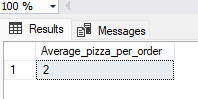 100 %
Results Messages
Average_pizza_per_order
1 2